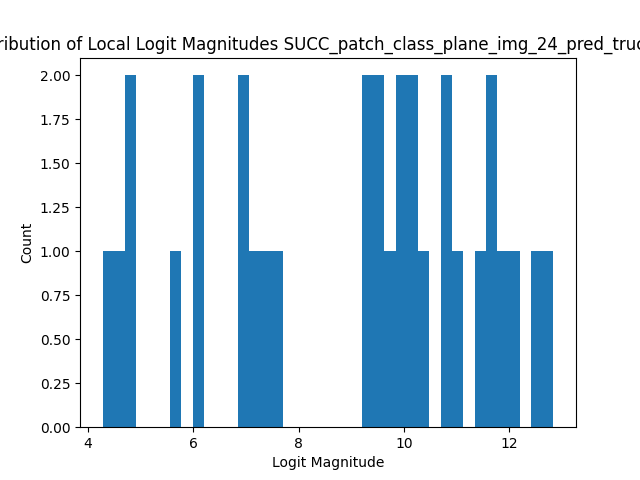 ribution of Local Logit Magnitudes SUCC_patch_class_plane_img_24_pred_truc
2.00
1.75
1.50
1.25
1.00
0.75
0.50
0.25
0.00
Count
4 6 8 10 12
Logit Magnitude